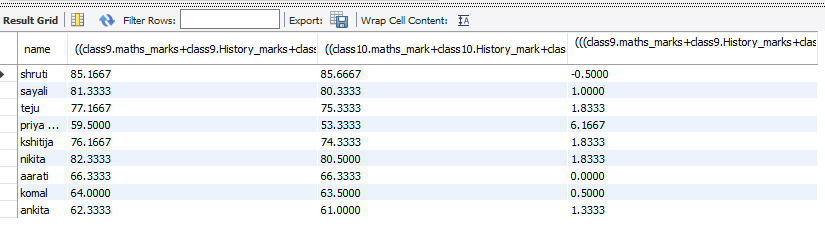 Result Grid Filter Rows: Export: Wrap Cell Content:
name ((class9.maths_marks+class9.History_marks+clas ((class10.maths_mark+class10.History_mark+clas (((class9.maths_marks+class9.History_marks+clas
shruti 85.1667 85.6667 -0.5000
sayali 81.3333 80.3333 1.0000
teju 77.1667 75.3333 1.8333
priya ... 59.5000 53.3333 6.1667
kshitija 76.1667 74.3333 1.8333
nikita 82.3333 80.5000 1.8333
aarati 66.3333 66.3333 0.0000
komal 64.0000 63.5000 0.5000
ankita 62.3333 61.0000 1.3333